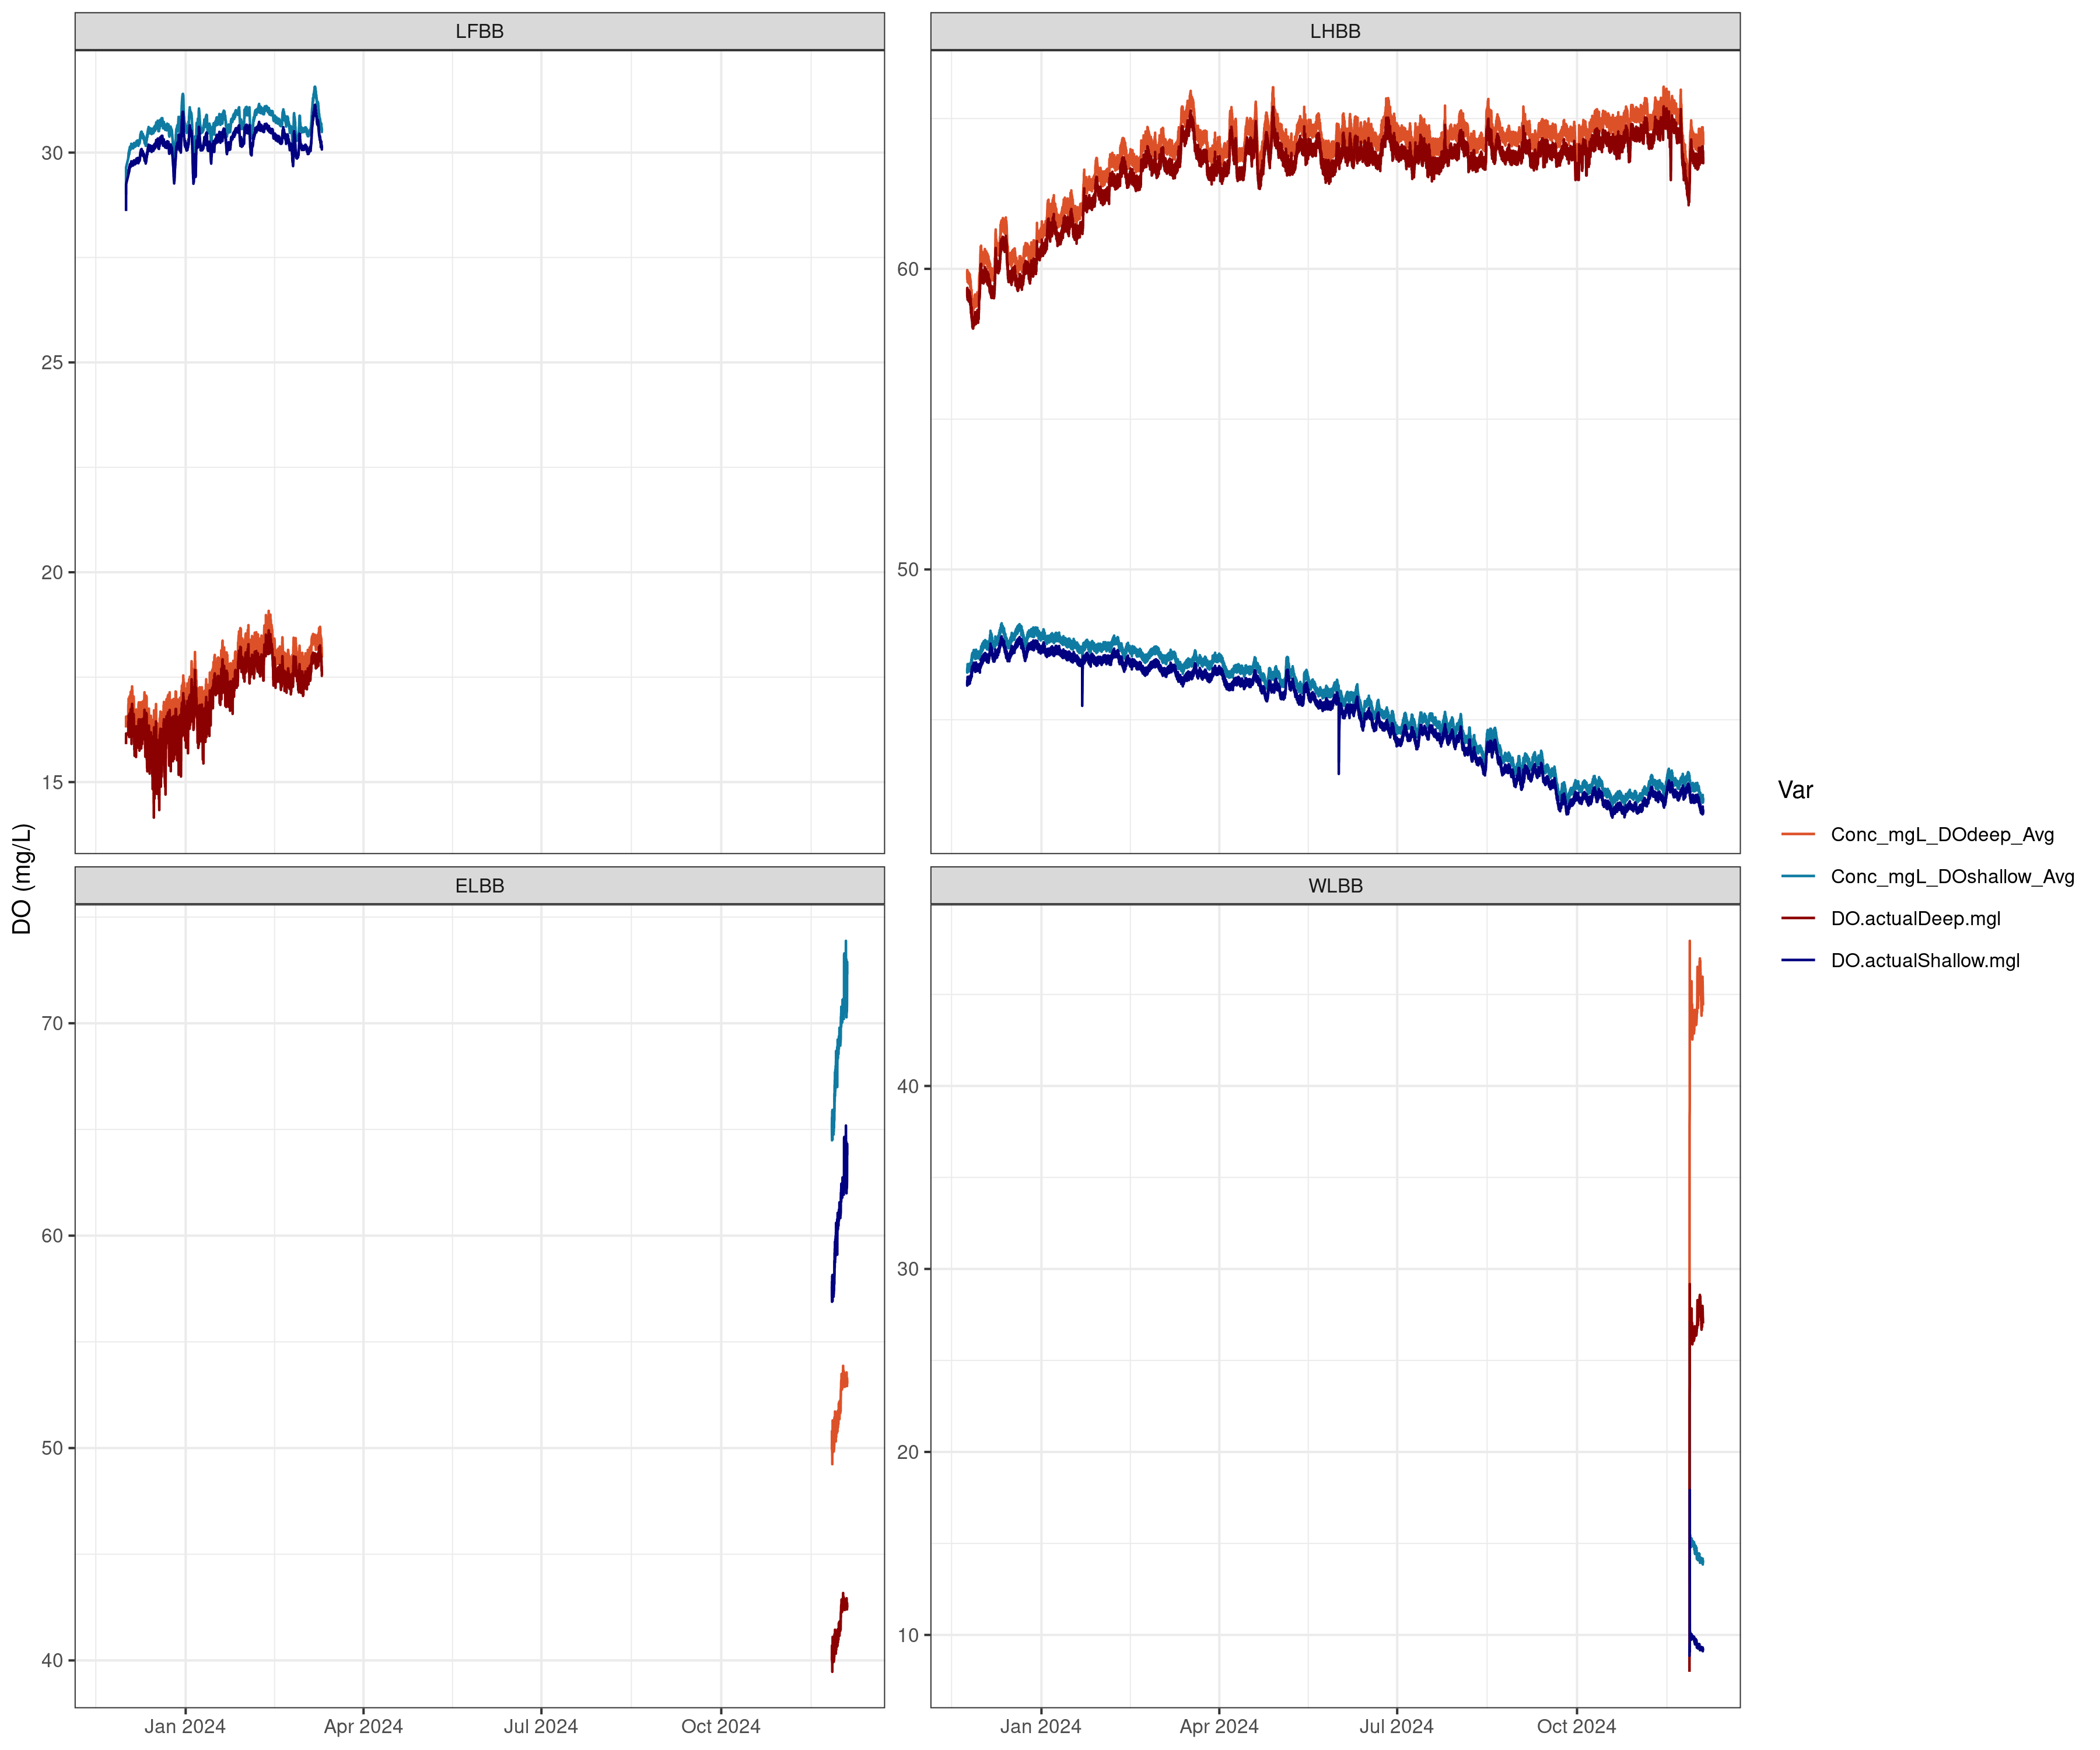 LFBB
LHBB
30
25
20
15
60
50
DO (mg/L)
ELBB
WLBB
70
60
50
40
40
30
20
10
Jan 2024
Apr 2024
Jul 2024
Oct 2024
Jan 2024
Apr 2024
Jul 2024
Oct 2024
Var
Conc_mgL_DOdeep_Avg
Conc_mgL_DOshallow_Avg
DO.actualDeep.mgl
DO.actualShallow.mgl